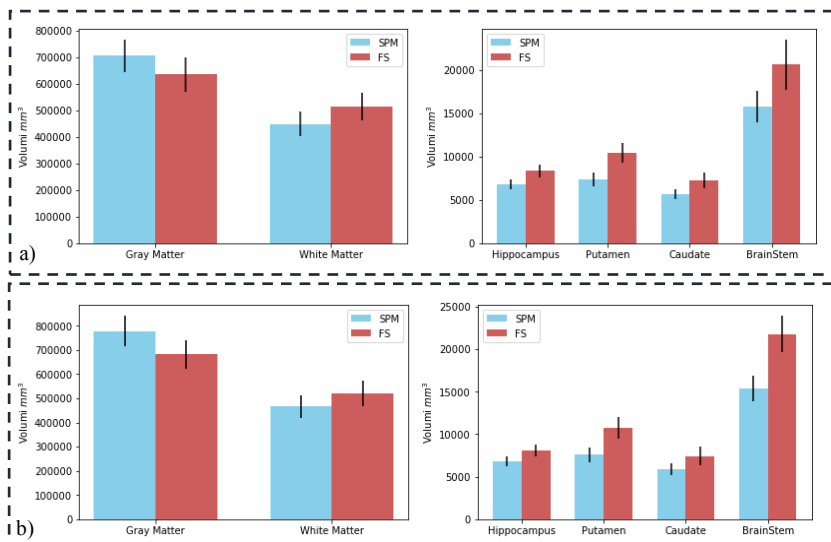 800000
700000
600000
500000
400000
300000
200000
100000
0
Volumi mm³
SPM
FS
Gray Matter
White Matter
a)
20000
15000
10000
5000
0
Volumi mm³
SPM
FS
Hippocampus
Putamen
Caudate
BrainStem
800000
700000
600000
500000
400000
300000
200000
100000
0
Volumi mm³
SPM
FS
Gray Matter
White Matter
b)
25000
20000
15000
10000
5000
0
Volumi mm³
SPM
FS
Hippocampus
Putamen
Caudate
BrainStem